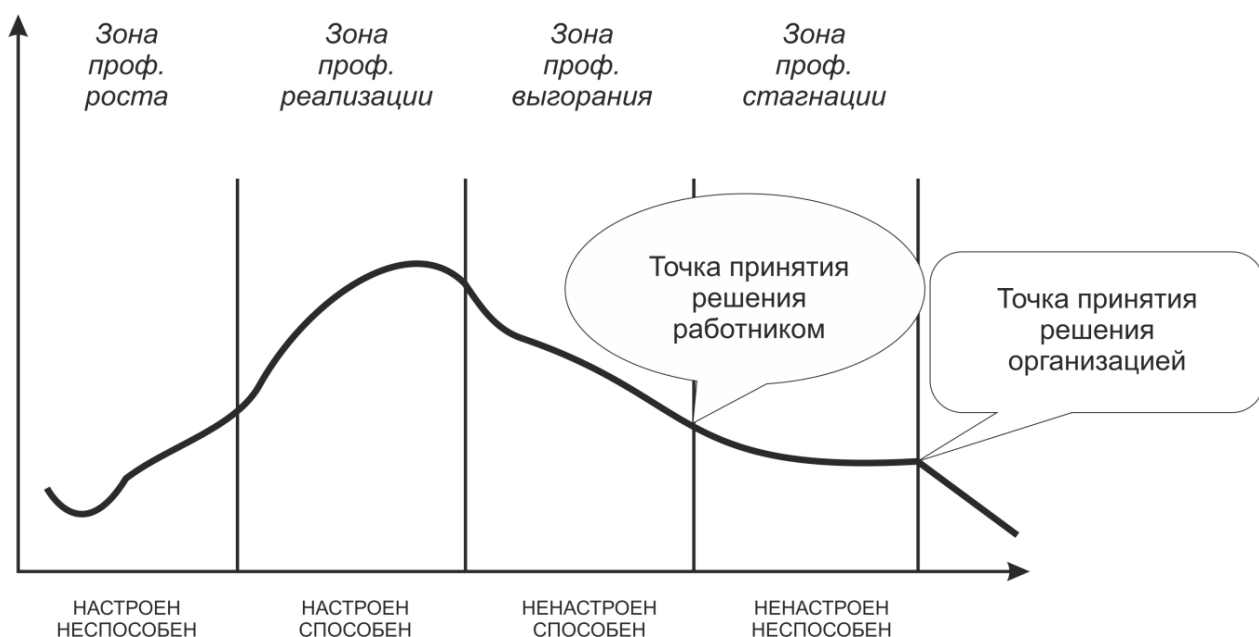 Зона
проф.
роста
Зона
проф.
реализации
Зона
проф.
выгорания
Зона
проф.
стагнации
Точка принятия
решения
работником
Точка принятия
решения
организацией
НАСТРОЕН
НЕСПОСОБЕН
НАСТРОЕН
СПОСОБЕН
НЕНАСТРОЕН
СПОСОБЕН
НЕНАСТРОЕН
НЕСПОСОБЕН